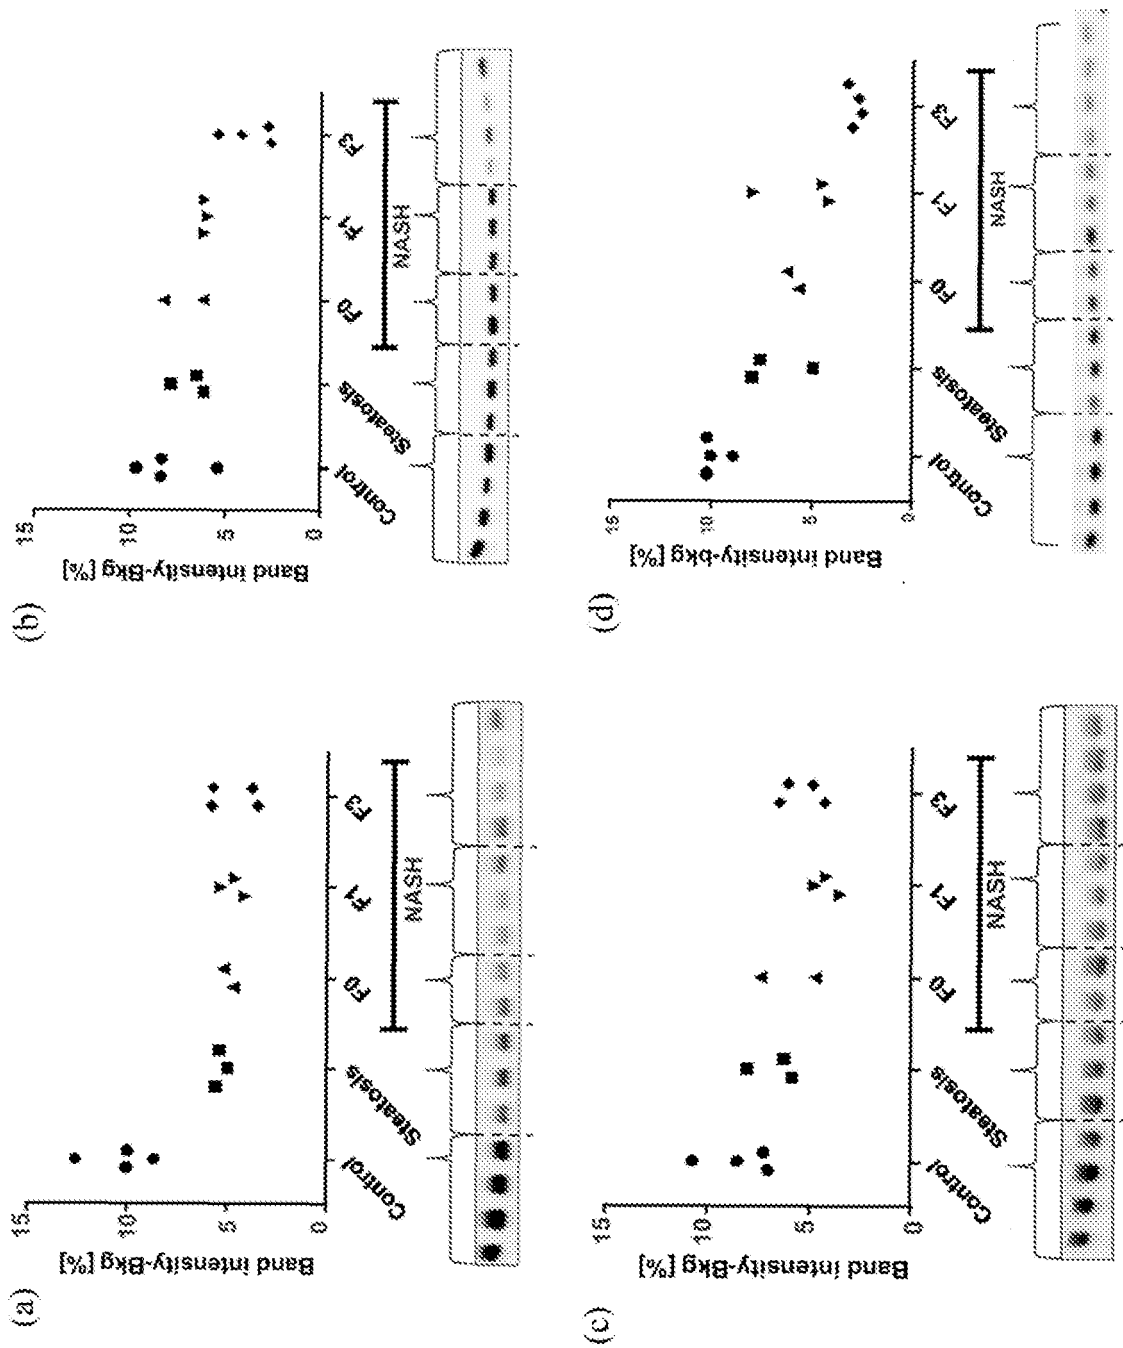 (a)
Band intensity-Bkg [%]
15
10
5
0
Control
Steatosis
F0
F1
F3
NASH
(b)
Band intensity-Bkg [%]
15
10
5
0
Control
Steatosis
F0
F1
F3
NASH
(c)
Band intensity-Bkg [%]
15
10
5
0
Control
Steatosis
F0
F1
F3
NASH
(d)
Band intensity-bkg [%]
15
10
5
0
Control
Steatosis
F0
F1
F3
NASH